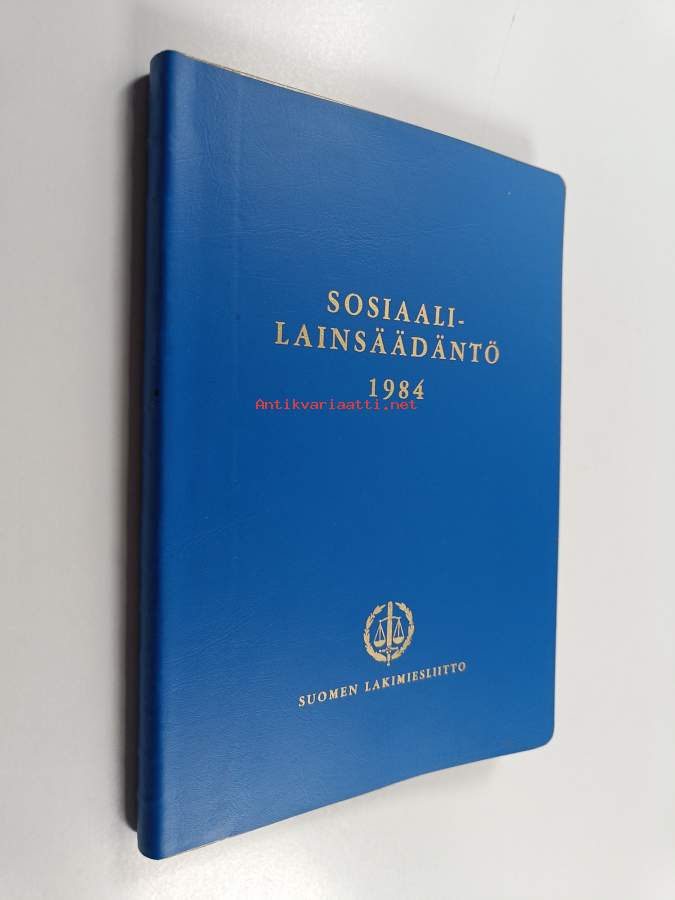 SOSIAALI-
LAINSÄÄDÄNTÖ
1984
Antikvariaatti.net
SUOMEN LAKIMIESLIITTO